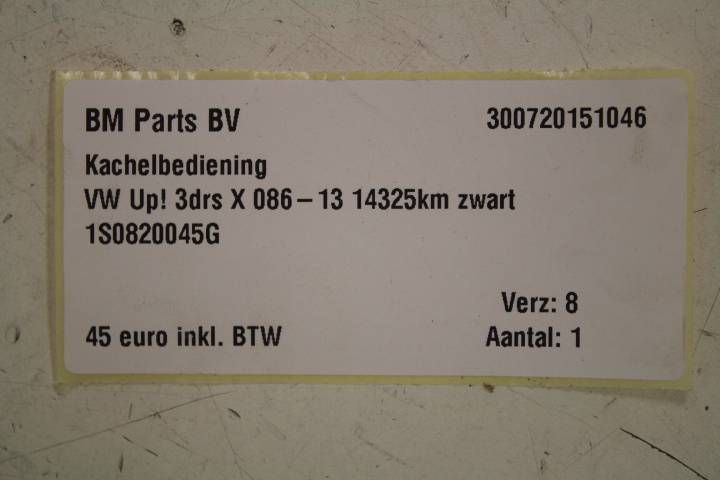 BM Parts BV 300720151046
Kachelbediening
VW Up! 3drs X 086-13 14325km zwart
1S0820045G
Verz: 8
45 euro inkl. BTW Aantal: 1